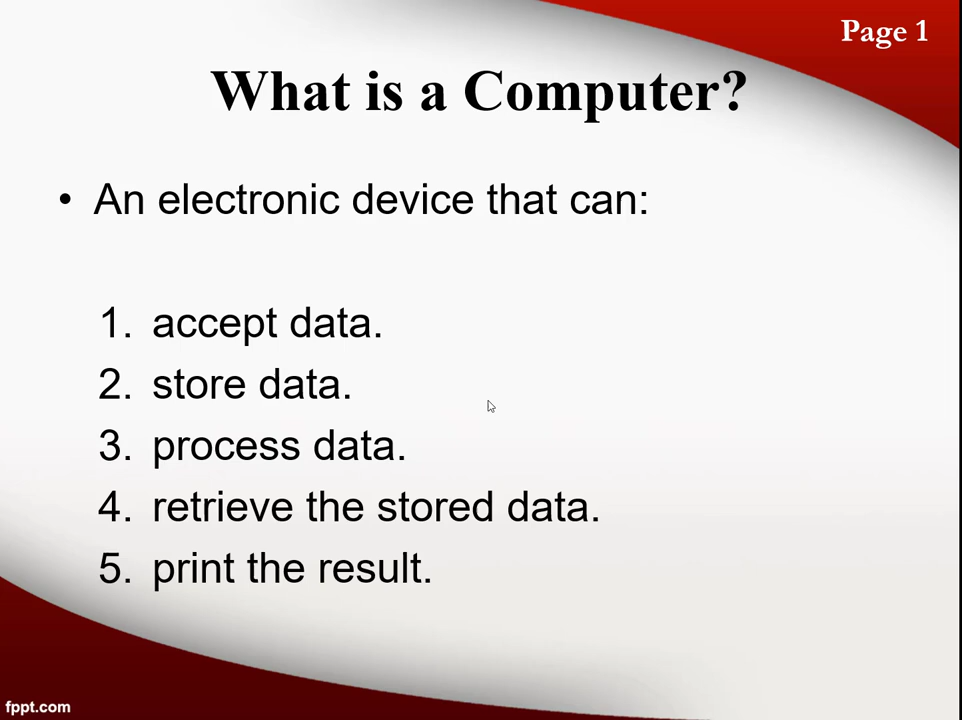 Page 1
What is a Computer?
• An electronic device that can:
1. accept data.
2. store data.
3. process data.
4. retrieve the stored data.
5. print the result.
fppt.com